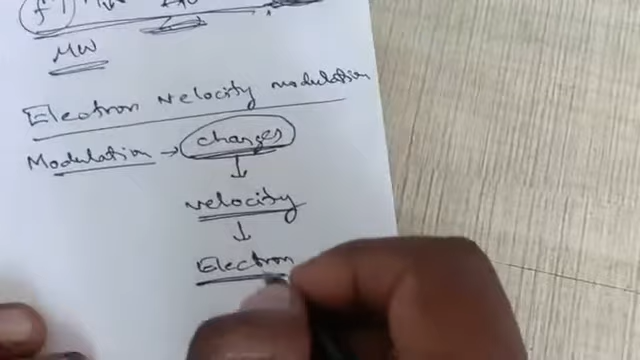 MW
Electron velocity modulation
Modulation → changes
↓
velocity
↓
Electron